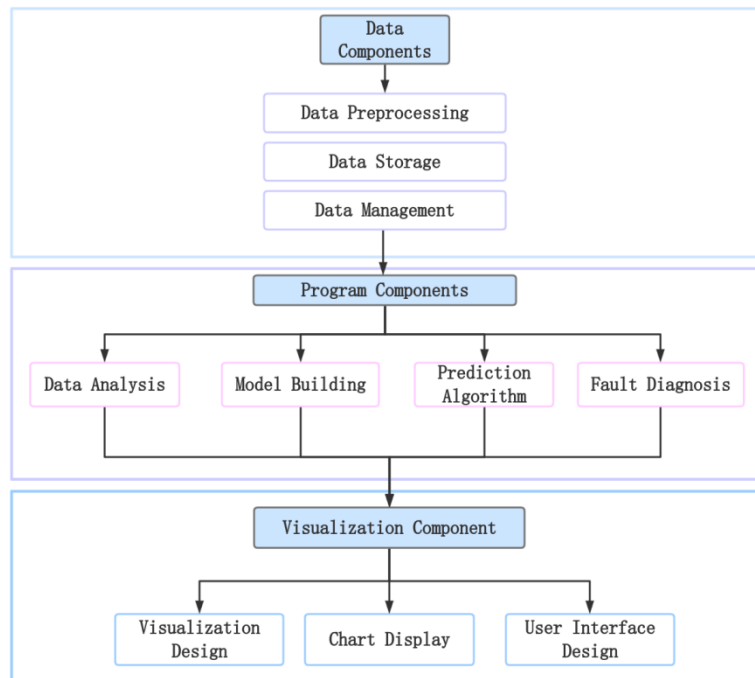 Data
Components
Data Preprocessing
Data Storage
Data Management
Program Components
Data Analysis
Model Building
Prediction
Algorithm
Fault Diagnosis
Visualization Component
Visualization
Design
Chart Display
User Interface
Design